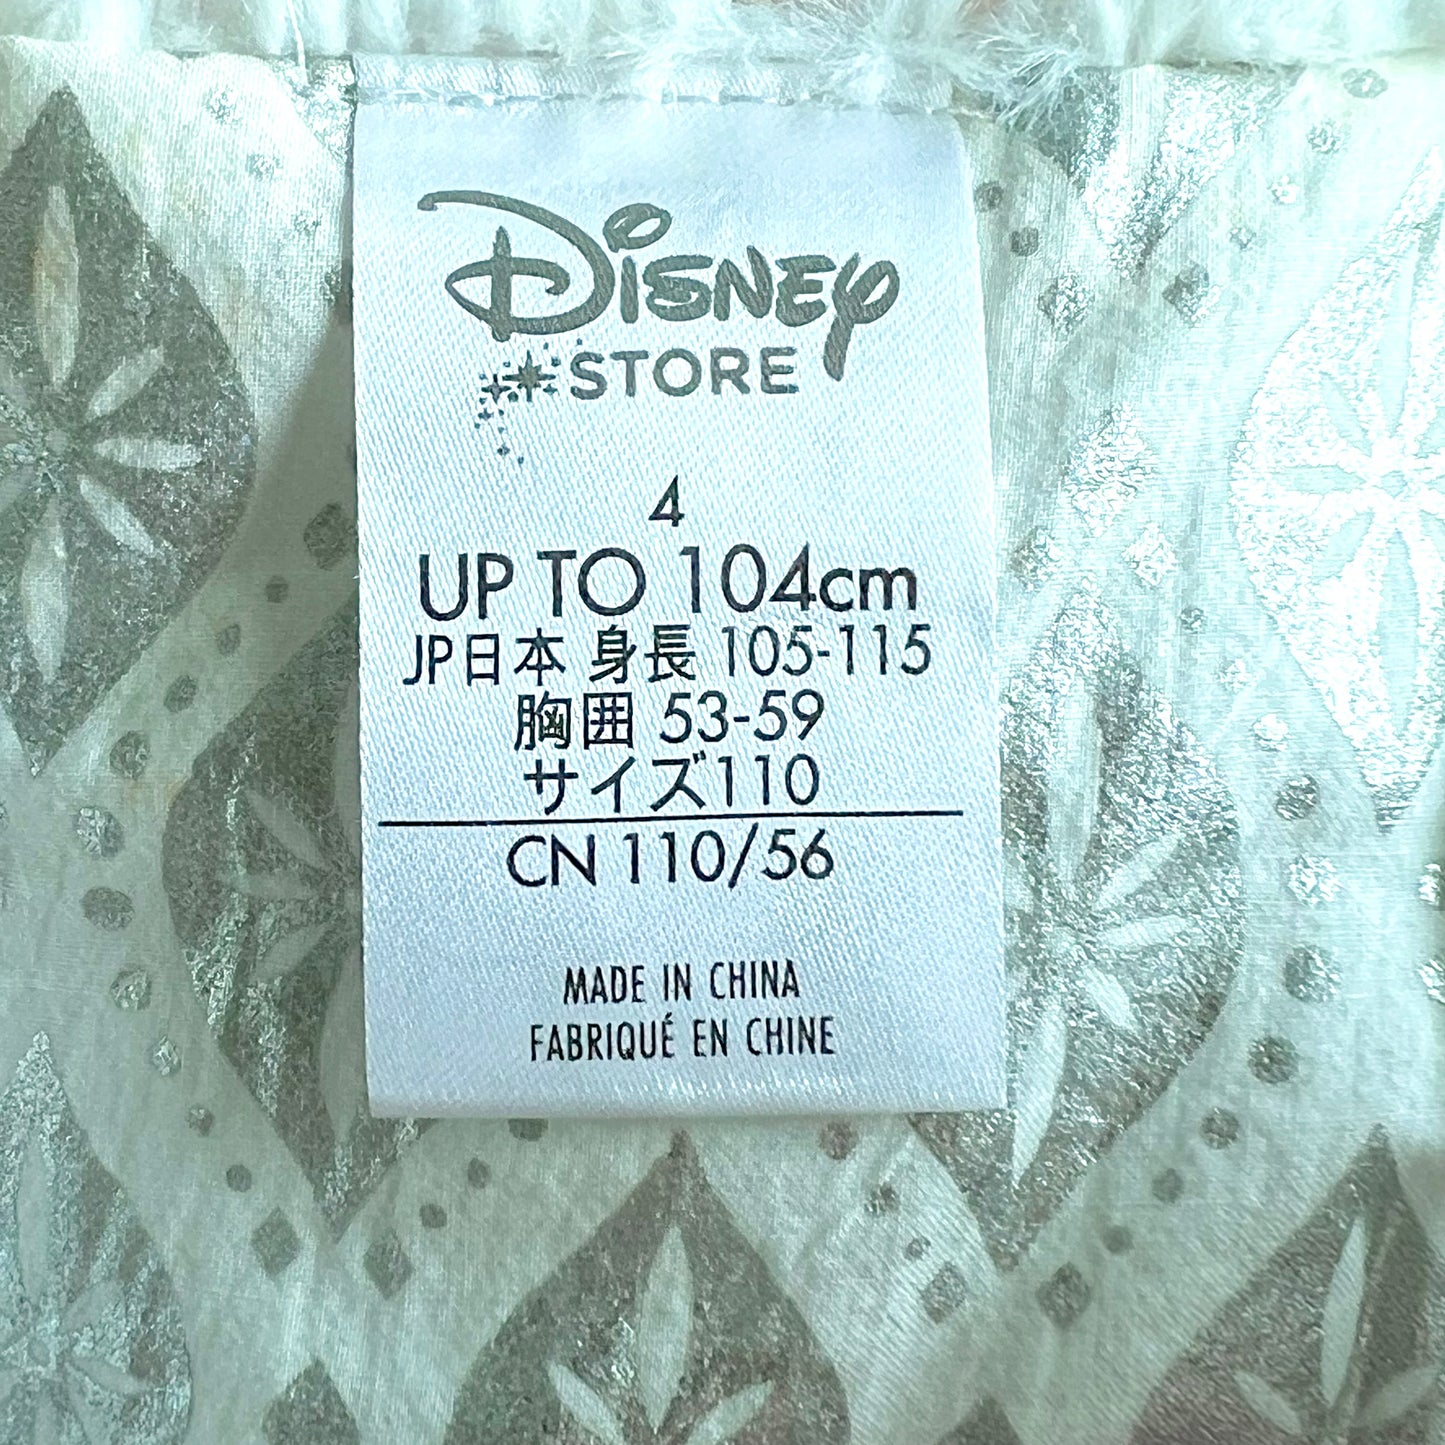 Disney
STORE
4
UP TO 104cm
JP日本 身長 105-115
胸囲 53-59
サイズ110
CN 110/56
MADE IN CHINA
FABRIQUÉ EN CHINE